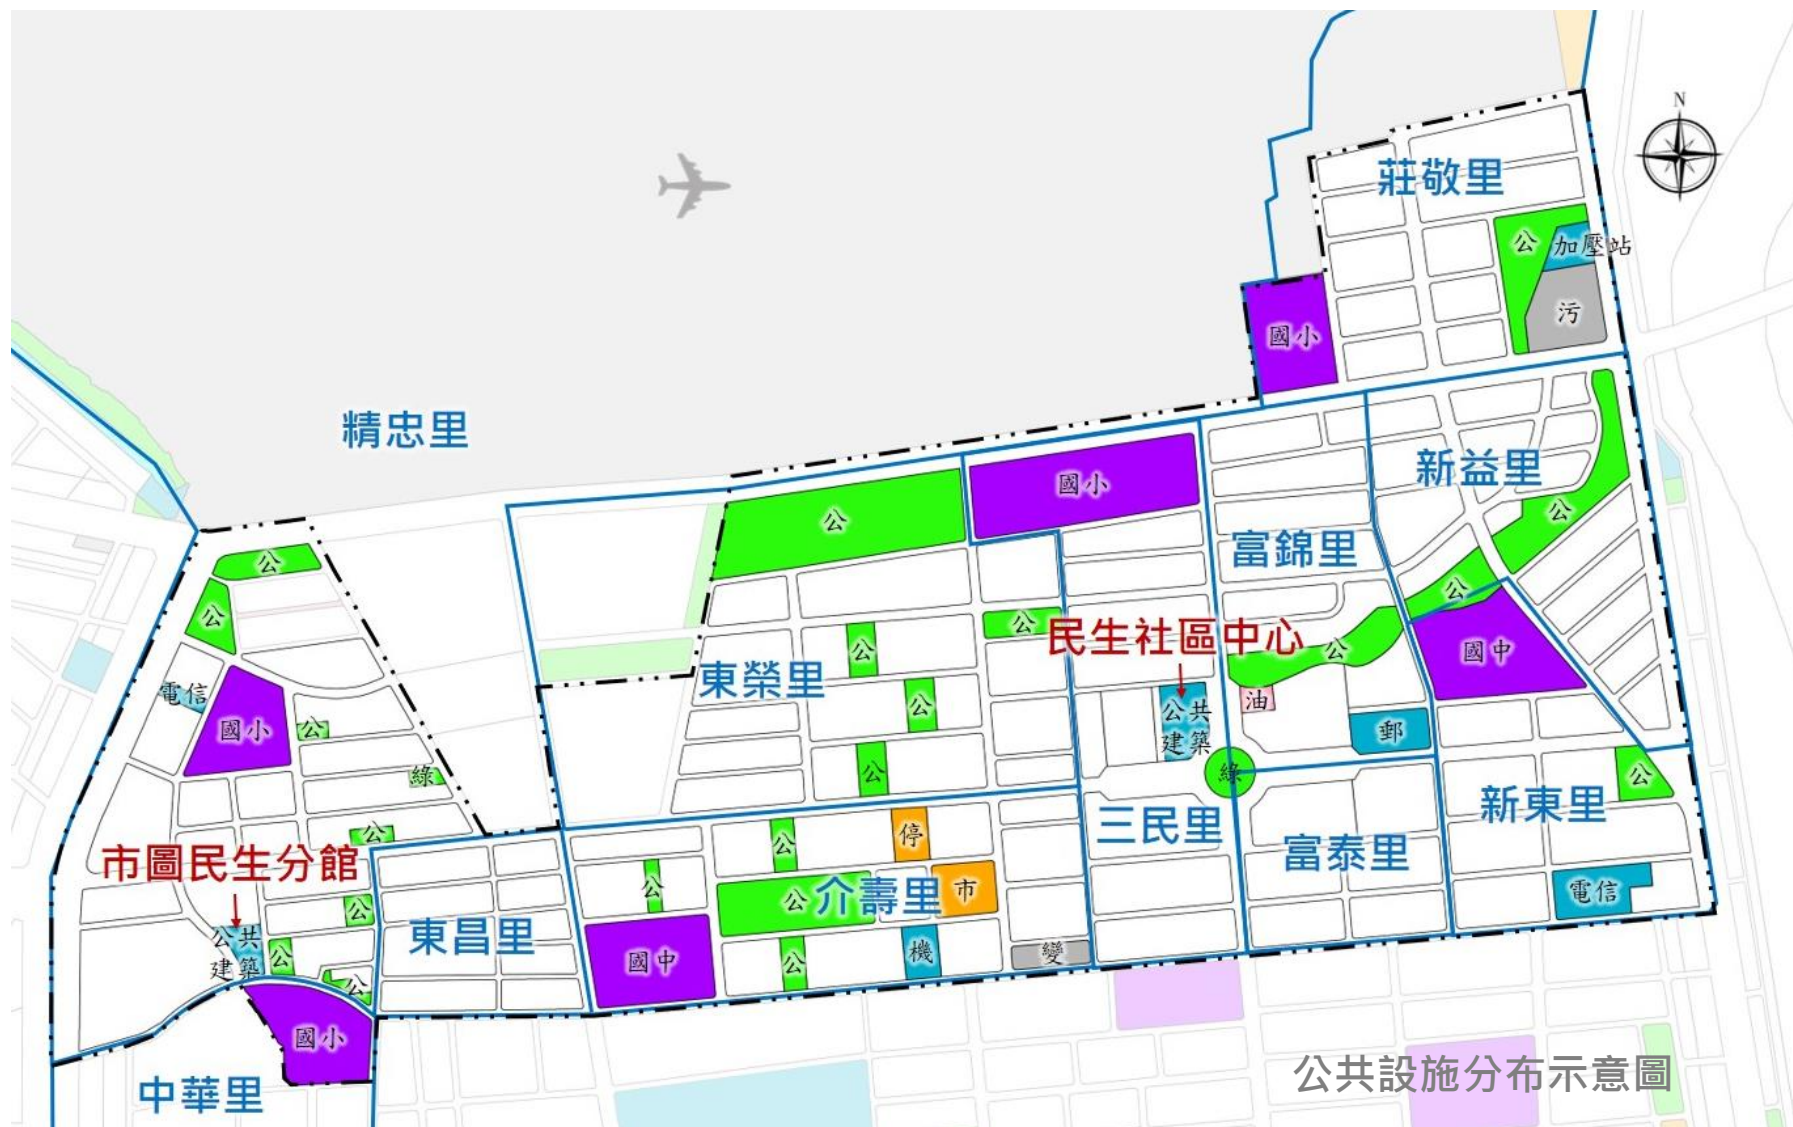 N
莊敬里
公
加壓站
污
國小
精忠里
國小
新益里
公
公
富錦里
公
公
公
公
公
民生社區中心
公
國中
公
東榮里
電信
國小
公
公
公共
建築
油
郵
綠
公
綠
公
新東里
公
公
停
三民里
富泰里
市圖民生分館
公
公
介壽里
市
電信
公
東昌里
公共
建築
公
公
國中
公
機
變
國小
中華里
公共設施分布示意圖